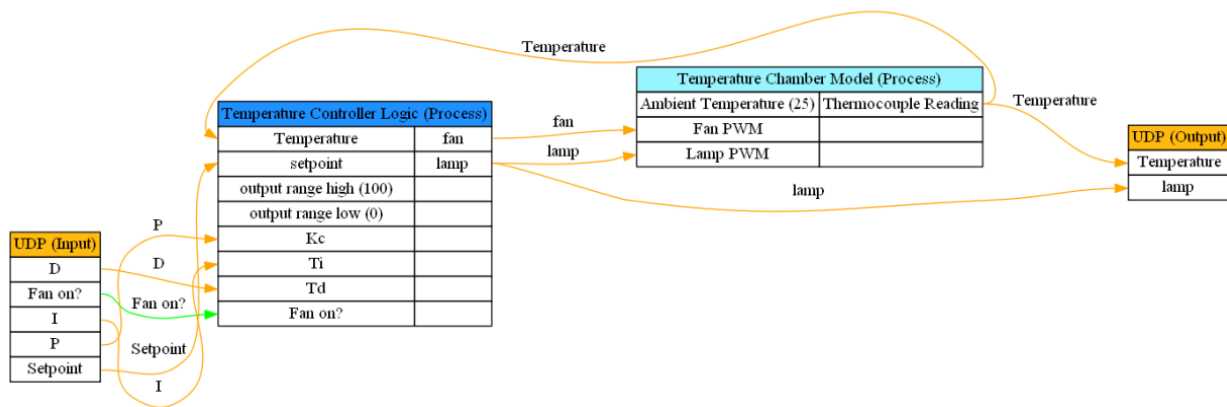 Temperature
Temperature Chamber Model (Process)
Ambient Temperature (25) Thermocouple Reading
Fan PWM
Lamp PWM
Temperature
UDP (Output)
Temperature
lamp
Temperature Controller Logic (Process)
Temperature fan
setpoint lamp
output range high (100)
output range low (0)
Kc
Ti
Td
Fan on?
fan
lamp
lamp
UDP (Input)
D
Fan on?
I
P
Setpoint
P
D
Fan on?
Setpoint
I